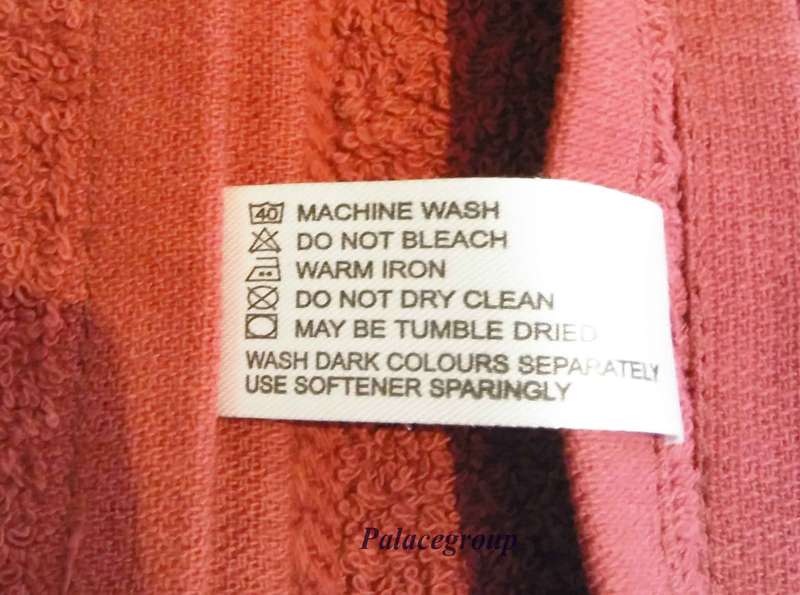 40 MACHINE WASH
DO NOT BLEACH
WARM IRON
DO NOT DRY CLEAN
MAY BE TUMBLE DRIED
WASH DARK COLOURS SEPARATELY
USE SOFTENER SPARINGLY
Palacegroup